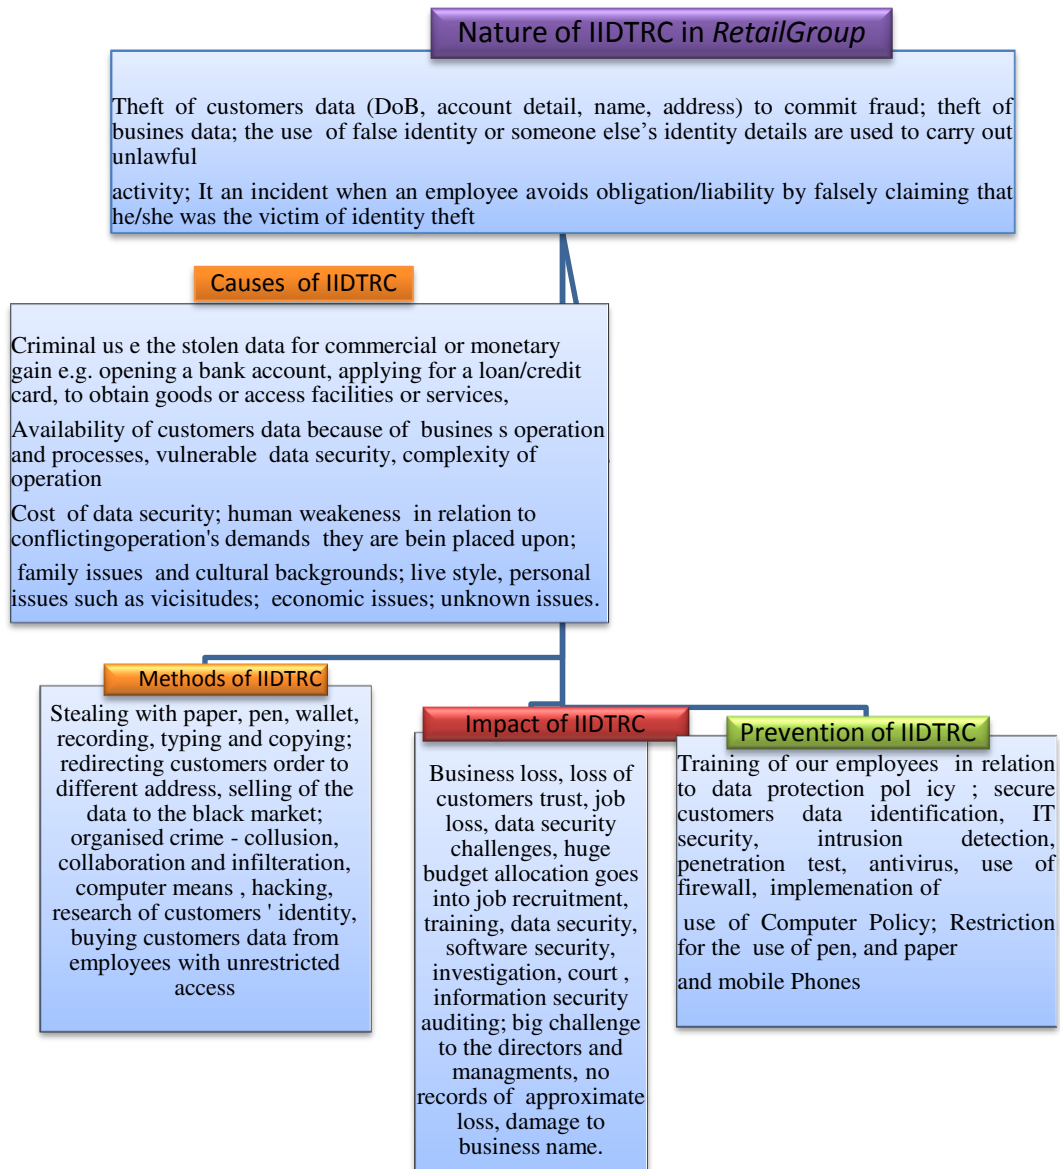 Nature of IIDTRC in RetailGroup
Theft of customers data (DoB, account detail, name, address) to commit fraud; theft of
busines data; the use of false identity or someone else's identity details are used to carry out
unlawful
activity; It an incident when an employee avoids obligation/liability by falsely claiming that
he/she was the victim of identity theft
Causes of IIDTRC
Criminal us e the stolen data for commercial or monetary
gain e.g. opening a bank account, applying for a loan/credit
card, to obtain goods or access facilities or services,
Availability of customers data because of busines s operation
and processes, vulnerable data security, complexity of
operation
Cost of data security; human weakeness in relation to
conflictingoperation's demands they are bein placed upon;
family issues and cultural backgrounds; live style, personal
issues such as vicisitudes; economic issues; unknown issues.
Methods of IIDTRC
Stealing with paper, pen, wallet,
recording, typing and copying;
redirecting customers order to
different address, selling of the
data to the black market;
organised crime - collusion,
collaboration and infilteration,
computer means , hacking,
research of customers ' identity,
buying customers data from
employees with unrestricted
access
Impact of IIDTRC
Business loss, loss of
customers trust, job
loss, data security
challenges, huge
budget allocation goes
into job recruitment,
training, data security,
software security,
investigation, court ,
information security
auditing; big challenge
to the directors and
managments, no
records of approximate
loss, damage to
business name.
Prevention of IIDTRC
Training of our employees in relation
to data protection pol icy ; secure
customers data identification, IT
security, intrusion detection,
penetration test, antivirus, use of
firewall, implemenation of
use of Computer Policy; Restriction
for the use of pen, and paper
and mobile Phones